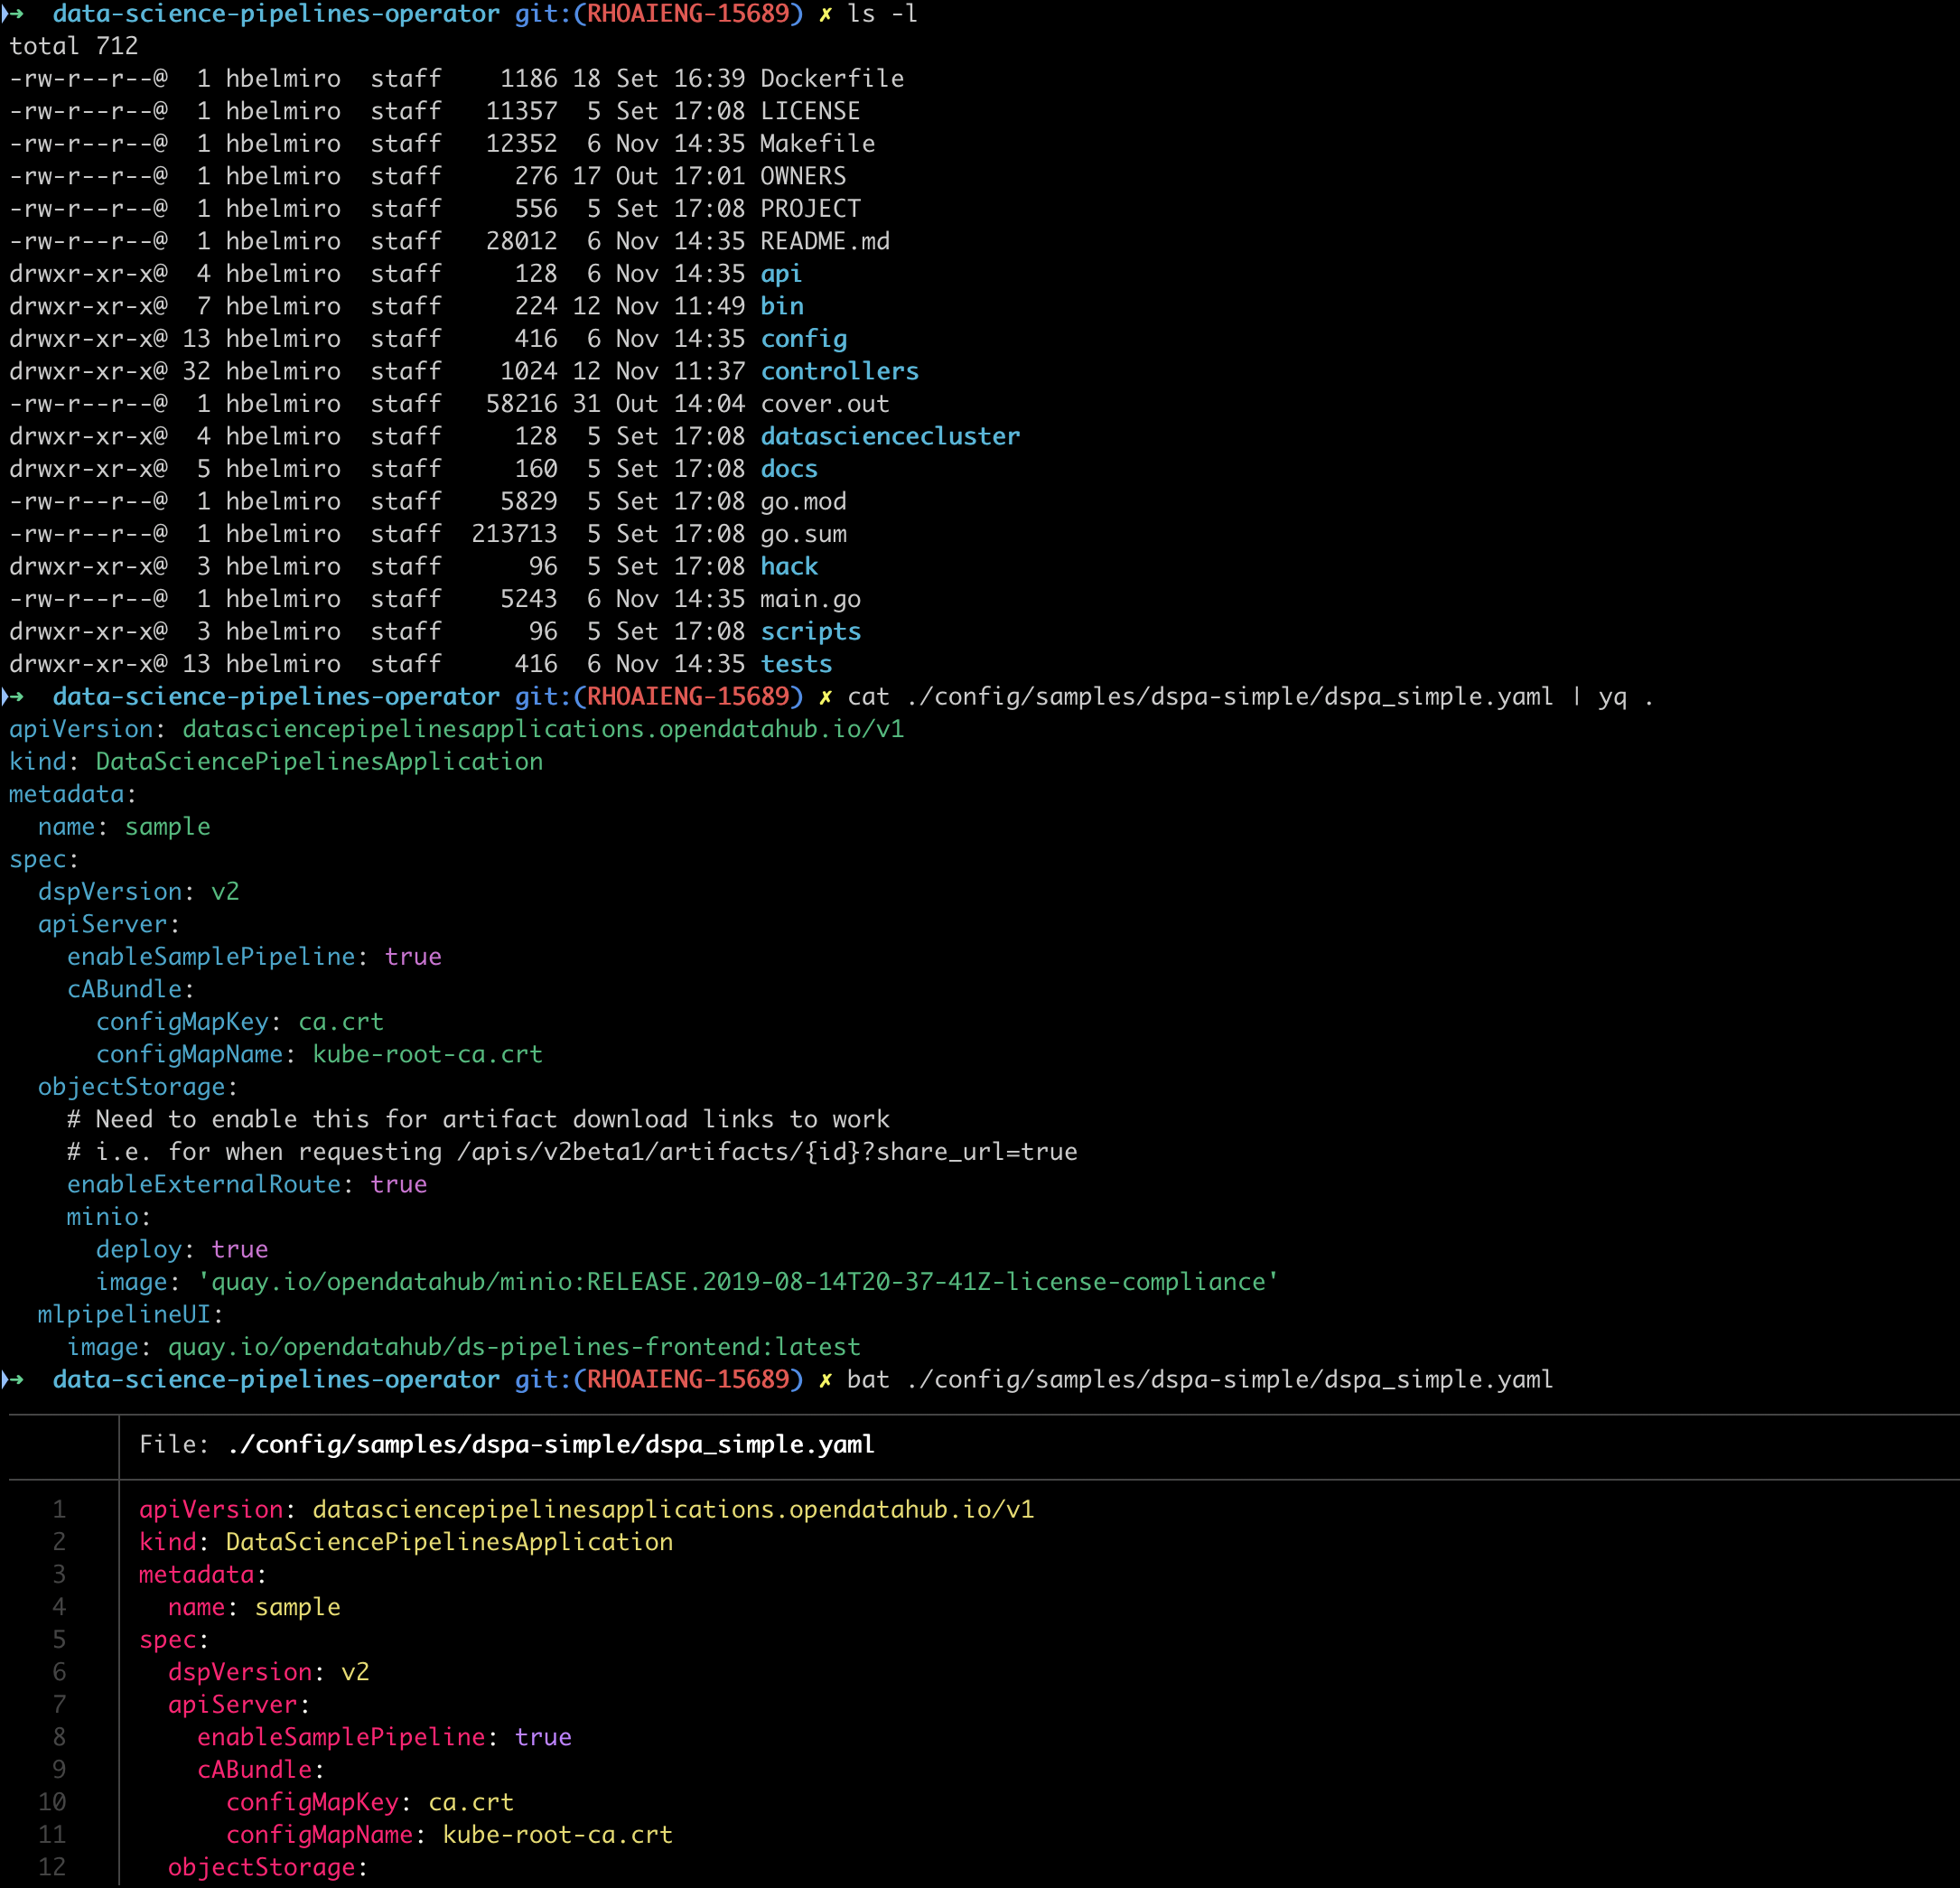 ➜  data-science-pipelines-operator git:(RHOAIENG-15689) ✗ ls -l
total 712
-rw-r--r--@  1 hbelmiro  staff    1186 18 Set 16:39 Dockerfile
-rw-r--r--@  1 hbelmiro  staff   11357  5 Set 17:08 LICENSE
-rw-r--r--@  1 hbelmiro  staff   12352  6 Nov 14:35 Makefile
-rw-r--r--@  1 hbelmiro  staff     276 17 Out 17:01 OWNERS
-rw-r--r--@  1 hbelmiro  staff     556  5 Set 17:08 PROJECT
-rw-r--r--@  1 hbelmiro  staff   28012  6 Nov 14:35 README.md
drwxr-xr-x@  4 hbelmiro  staff     128  6 Nov 14:35 api
drwxr-xr-x@  7 hbelmiro  staff     224 12 Nov 11:49 bin
drwxr-xr-x@ 13 hbelmiro  staff     416  6 Nov 14:35 config
drwxr-xr-x@ 32 hbelmiro  staff    1024 12 Nov 11:37 controllers
-rw-r--r--@  1 hbelmiro  staff   58216 31 Out 14:04 cover.out
drwxr-xr-x@  4 hbelmiro  staff     128  5 Set 17:08 datasciencecluster
drwxr-xr-x@  5 hbelmiro  staff     160  5 Set 17:08 docs
-rw-r--r--@  1 hbelmiro  staff    5829  5 Set 17:08 go.mod
-rw-r--r--@  1 hbelmiro  staff  213713  5 Set 17:08 go.sum
drwxr-xr-x@  3 hbelmiro  staff      96  5 Set 17:08 hack
-rw-r--r--@  1 hbelmiro  staff    5243  6 Nov 14:35 main.go
drwxr-xr-x@  3 hbelmiro  staff      96  5 Set 17:08 scripts
drwxr-xr-x@ 13 hbelmiro  staff     416  6 Nov 14:35 tests
➜  data-science-pipelines-operator git:(RHOAIENG-15689) ✗ cat ./config/samples/dspa-simple/dspa_simple.yaml | yq .
apiVersion: datasciencepipelinesapplications.opendatahub.io/v1
kind: DataSciencePipelinesApplication
metadata:
  name: sample
spec:
  dspVersion: v2
  apiServer:
    enableSamplePipeline: true
    cABundle:
      configMapKey: ca.crt
      configMapName: kube-root-ca.crt
  objectStorage:
    # Need to enable this for artifact download links to work
    # i.e. for when requesting /apis/v2beta1/artifacts/{id}?share_url=true
    enableExternalRoute: true
    minio:
      deploy: true
      image: 'quay.io/opendatahub/minio:RELEASE.2019-08-14T20-37-41Z-license-compliance'
  mlpipelineUI:
    image: quay.io/opendatahub/ds-pipelines-frontend:latest
➜  data-science-pipelines-operator git:(RHOAIENG-15689) ✗ bat ./config/samples/dspa-simple/dspa_simple.yaml
File: ./config/samples/dspa-simple/dspa_simple.yaml
1 apiVersion: datasciencepipelinesapplications.opendatahub.io/v1
2 kind: DataSciencePipelinesApplication
3 metadata:
4   name: sample
5 spec:
6   dspVersion: v2
7   apiServer:
8     enableSamplePipeline: true
9     cABundle:
10       configMapKey: ca.crt
11       configMapName: kube-root-ca.crt
12   objectStorage: